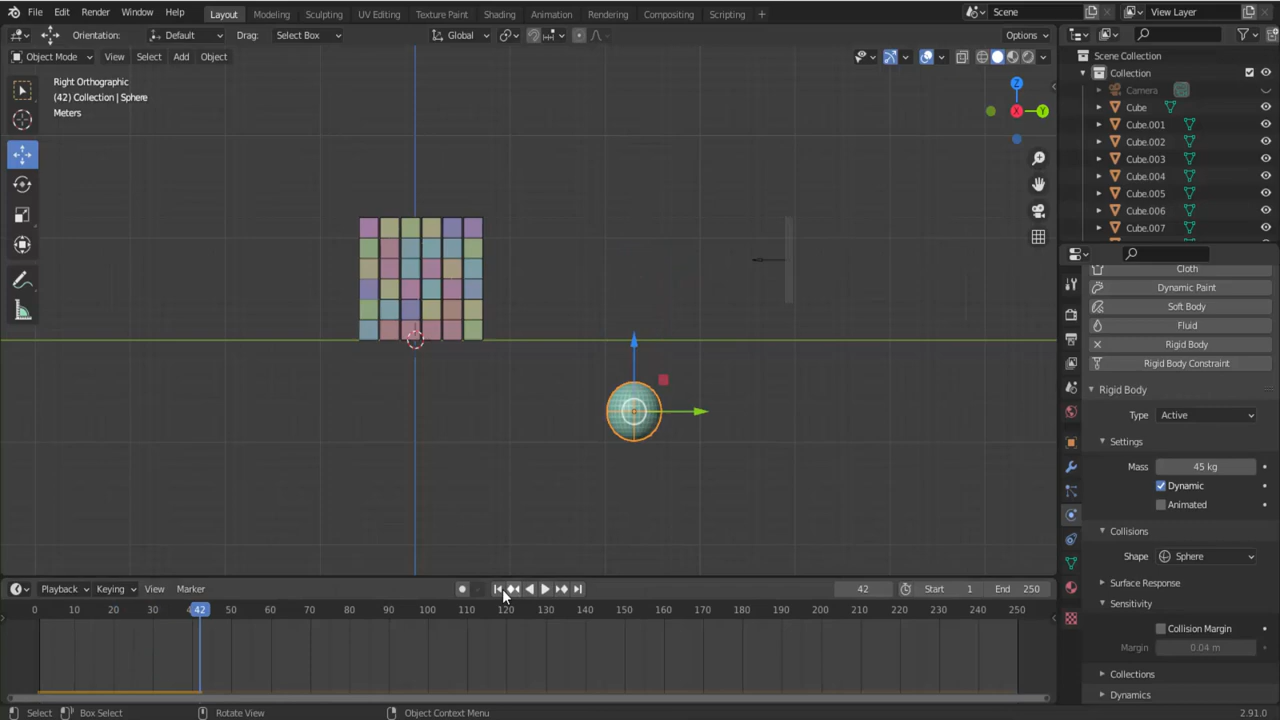 File Edit Render Window Help Layout Modeling Sculpting UV Editing Texture Paint Shading Animation Rendering Compositing Scripting + Scene View Layer
Orientation: Default Drag: Select Box Global Options
Object Mode View Select Add Object
Right Orthographic
(42) Collection | Sphere
Meters
Z
X
Y
Scene Collection
Collection
Camera
Cube
Cube.001
Cube.002
Cube.003
Cube.004
Cube.005
Cube.006
Cube.007
Cloth
Dynamic Paint
Soft Body
Fluid
Rigid Body
Rigid Body Constraint
Rigid Body
Type Active
Settings
Mass 45 kg
Dynamic
Animated
Collisions
Shape Sphere
Surface Response
Sensitivity
Collision Margin
Margin 0.04 m
Collections
Dynamics
Playback Keying View Marker 42 Start 1 End 250
0 10 20 30 42 50 60 70 80 90 100 110 120 130 140 150 160 170 180 190 200 210 220 230 240 250
Select Box Select Rotate View Object Context Menu 2.91.0